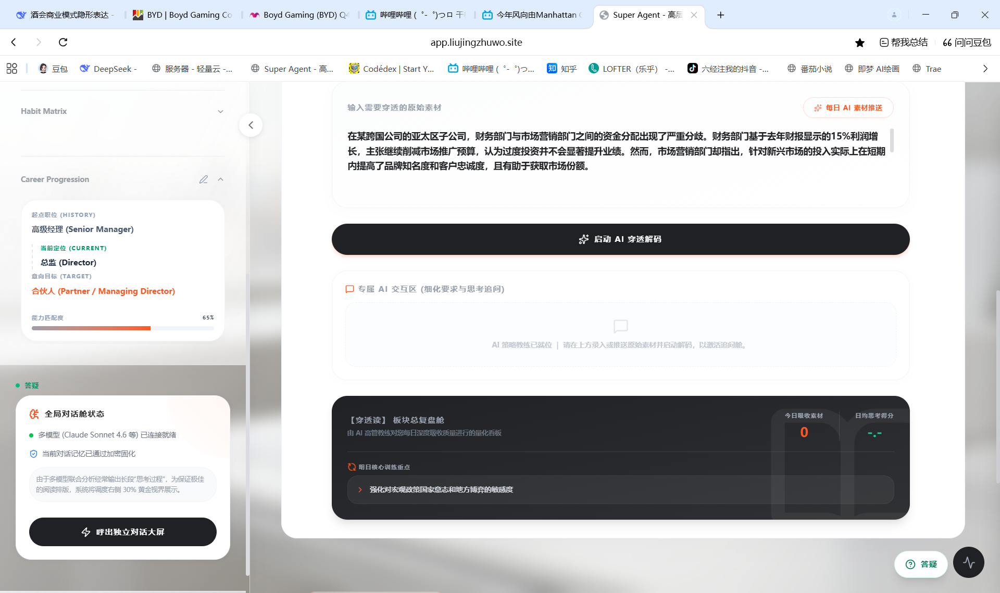 酒会商业模式隐形表达 -
BYD | Boyd Gaming Co
Boyd Gaming (BYD) Q4
哔哩哔哩 (゜-゜)つロ 干
今年风向由Manhattan
Super Agent - 高层
app.liujingzhuwo.site
帮我总结
问问豆包
豆包
DeepSeek -
服务器 - 轻量云 -...
Super Agent - 高...
Codédex | Start Y...
哔哩哔哩 (゜-゜)つ...
知 知乎
LOFTER（乐乎） -...
六经注我的抖音 -...
番茄小说
即梦 AI绘画
Trae
Habit Matrix
Career Progression
起点职位 (HISTORY)
高级经理 (Senior Manager)
当前定位 (CURRENT)
总监 (Director)
意向目标 (TARGET)
合伙人 (Partner / Managing Director)
能力匹配度 65%
答疑
全局对话舱状态
多模型 (Claude Sonnet 4.6 等) 已连接就绪
当前对话记忆已通过加密固化
由于多模型联合分析经常输出长段“思考过程”，为保证极佳
的阅读排版，系统将调度右侧 30% 黄金视界展示。
呼出独立对话大屏
输入需要穿透的原始素材
每日 AI 素材推送
在某跨国公司的亚太区子公司，财务部门与市场营销部门之间的资金分配出现了严重分歧。财务部门基于去年财报显示的15%利润增
长，主张继续削减市场推广预算，认为过度投资并不会显著提升业绩。然而，市场营销部门却指出，针对新兴市场的投入实际上在短期
内提高了品牌知名度和客户忠诚度，且有助于获取市场份额。
启动 AI 穿透解码
专属 AI 交互区 (细化要求与思考追问)
AI 策略教练已就位 ｜ 请在上方录入或推送原始素材并启动解码，以激活追问舱。
【穿透读】 板块总复盘舱
由 AI 高管教练对您每日深度吸收质量进行的量化看板
今日吸收素材
0
日均思考得分
-.-
明日核心训练重点
强化对宏观政策国家意志和地方博弈的敏感度
答疑